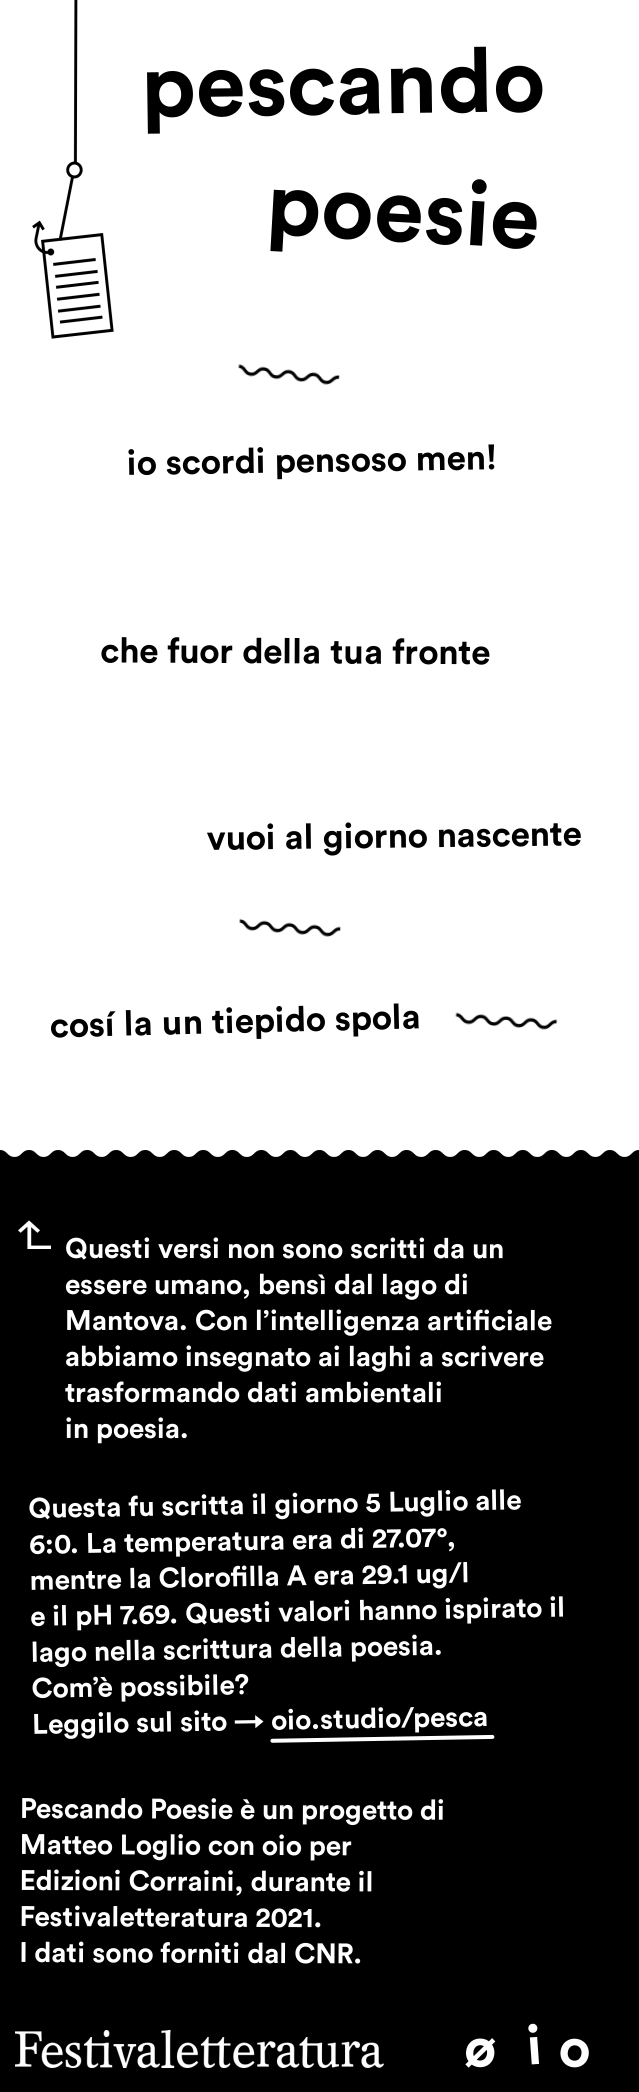 pescando
poesie
io scordi pensoso men!
che fuor della tua fronte
vuoi al giorno nascente
cosí la un tiepido spola
Questi versi non sono scritti da un
essere umano, bensì dal lago di
Mantova. Con l’intelligenza artificiale
abbiamo insegnato ai laghi a scrivere
trasformando dati ambientali
in poesia.
Questa fu scritta il giorno 5 Luglio alle
6:0. La temperatura era di 27.07°,
mentre la Clorofilla A era 29.1 ug/l
e il pH 7.69. Questi valori hanno ispirato il
lago nella scrittura della poesia.
Com’è possibile?
Leggilo sul sito → oio.studio/pesca
Pescando Poesie è un progetto di
Matteo Loglio con oio per
Edizioni Corraini, durante il
Festivaletteratura 2021.
I dati sono forniti dal CNR.
Festivaletteratura ø i o